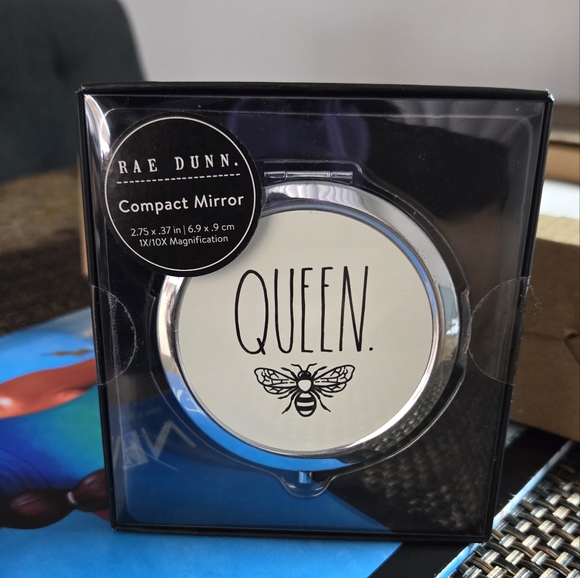 RAE DUNN.
Compact Mirror
2.75 x .37 in | 6.9 x .9 cm
1X/10X Magnification
QUEEN.